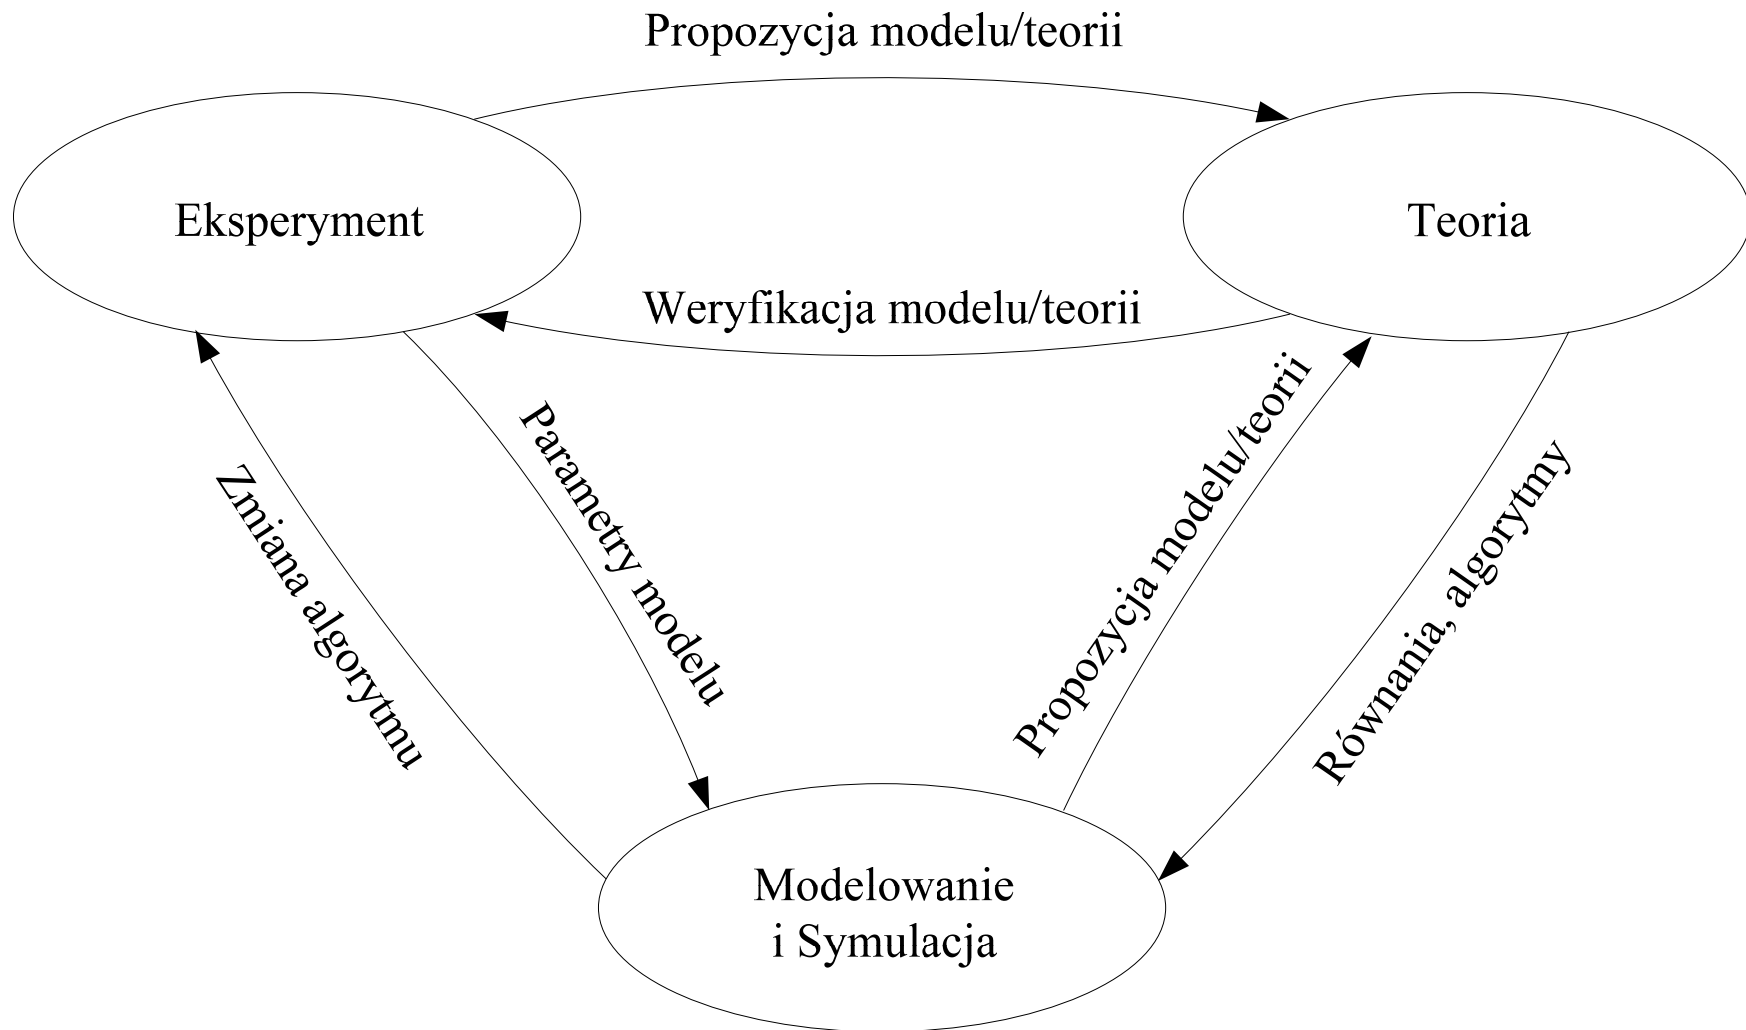 Propozycja modelu/teorii
Eksperyment
Teoria
Weryfikacja modelu/teorii
Zmiana algorytmu
Parametry modelu
Propozycja modelu/teorii
Równania, algorytmy
Modelowanie
i Symulacja